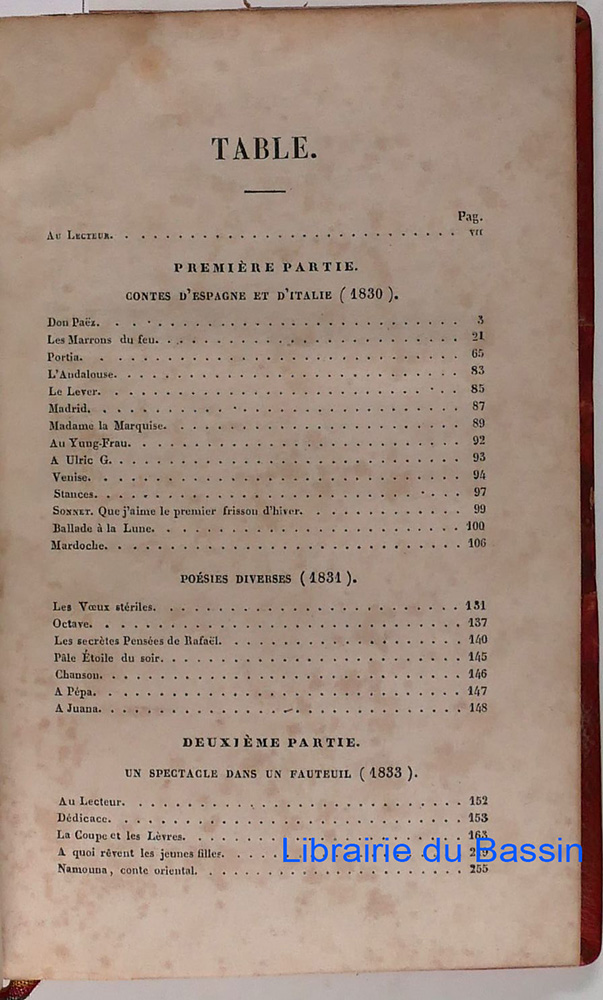 TABLE.
Pag.
Au Lecteur. . . . . . . . . . . . . . . . . . . . . . . . . . VII
PREMIÈRE PARTIE.
CONTES D'ESPAGNE ET D'ITALIE ( 1830 ).
Don Paëz. . . . . . . . . . . . . . . . . . . . . . . . . . 3
Les Marrons du feu. . . . . . . . . . . . . . . . . . . . . 21
Portia. . . . . . . . . . . . . . . . . . . . . . . . . . . 65
L'Andalouse. . . . . . . . . . . . . . . . . . . . . . . . 83
Le Lever. . . . . . . . . . . . . . . . . . . . . . . . . . 85
Madrid. . . . . . . . . . . . . . . . . . . . . . . . . . . 87
Madame la Marquise. . . . . . . . . . . . . . . . . . . . . 89
Au Yung-Frau. . . . . . . . . . . . . . . . . . . . . . . . 92
A Ulric G. . . . . . . . . . . . . . . . . . . . . . . . . 93
Venise. . . . . . . . . . . . . . . . . . . . . . . . . . . 94
Stances. . . . . . . . . . . . . . . . . . . . . . . . . . 97
Sonnet. Que j'aime le premier frisson d'hiver. . . . . . . . 99
Ballade à la Lune. . . . . . . . . . . . . . . . . . . . . 100
Mardoche. . . . . . . . . . . . . . . . . . . . . . . . . . 106
POÉSIES DIVERSES ( 1831 ).
Les Vœux stériles. . . . . . . . . . . . . . . . . . . . . 131
Octave. . . . . . . . . . . . . . . . . . . . . . . . . . . 137
Les secrètes Pensées de Rafaël. . . . . . . . . . . . . . . 140
Pâle Étoile du soir. . . . . . . . . . . . . . . . . . . . 145
Chanson. . . . . . . . . . . . . . . . . . . . . . . . . . 146
A Pépa. . . . . . . . . . . . . . . . . . . . . . . . . . . 147
A Juana. . . . . . . . . . . . . . . . . . . . . . . . . . 148
DEUXIÈME PARTIE.
UN SPECTACLE DANS UN FAUTEUIL ( 1833 ).
Au Lecteur. . . . . . . . . . . . . . . . . . . . . . . . . 152
Dédicace. . . . . . . . . . . . . . . . . . . . . . . . . . 153
La Coupe et les Lèvres. . . . . . . . . . . . . . . . . . . 163
A quoi rêvent les jeunes filles. . . . .
Librairie du Bassin
Namouna, conte oriental. . . . . . . . . . . . . . . . . . 255